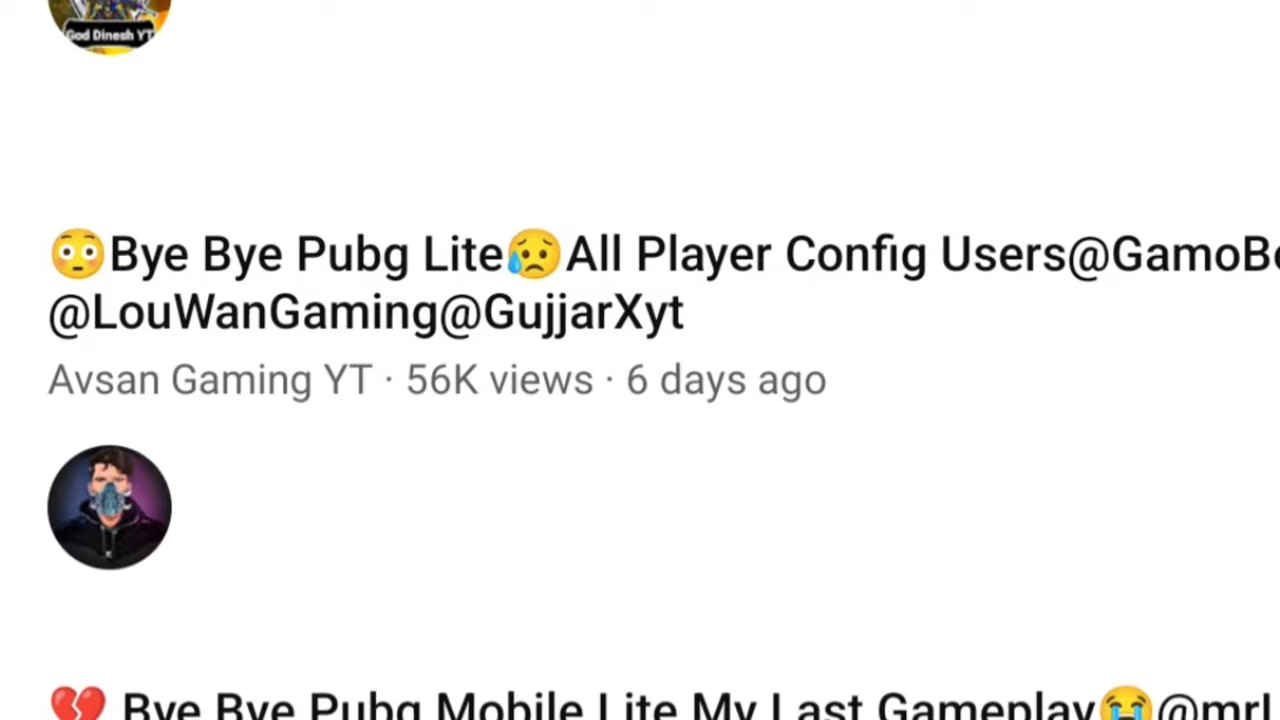 God Dinesh YT
😳Bye Bye Pubg Lite😥All Player Config Users@GamoB
@LouWanGaming@GujjarXyt
Avsan Gaming YT · 56K views · 6 days ago
💔 Bye Bye Pubg Mobile Lite My Last Gameplay😭@mrl